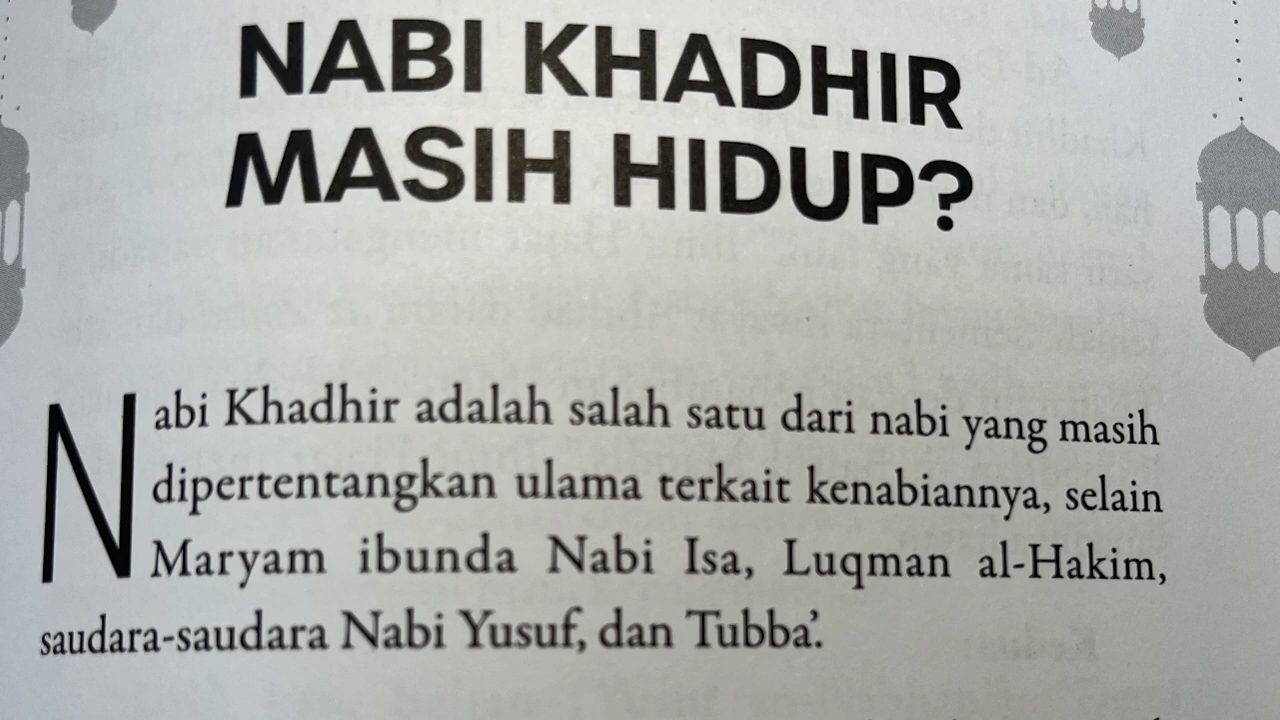 NABI KHADHIR
MASIH HIDUP?
Nabi Khadhir adalah salah satu dari nabi yang masih
dipertentangkan ulama terkait kenabiannya, selain
Maryam ibunda Nabi Isa, Luqman al-Hakim,
saudara-saudara Nabi Yusuf, dan Tubba’.